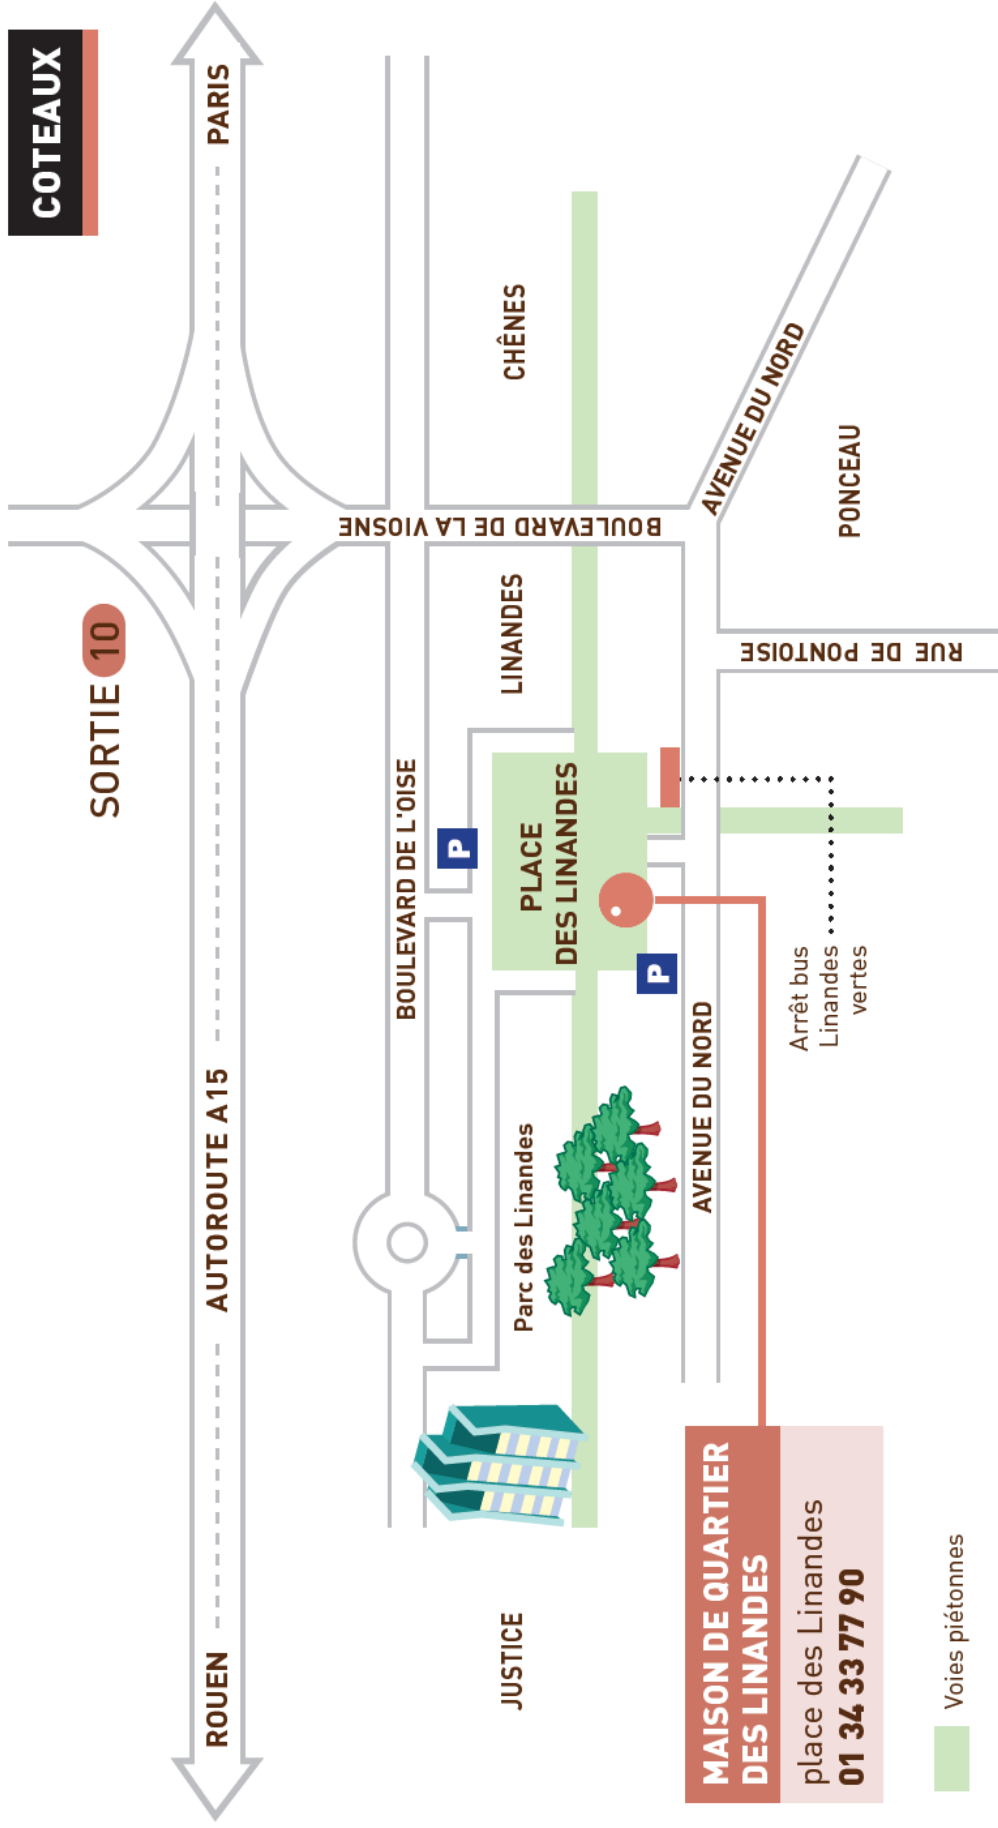 COTEAUX
SORTIE 10
ROUEN
AUTOROUTE A15
PARIS
BOULEVARD DE L'OISE
BOULEVARD DE LA VIOSNE
P
JUSTICE
Parc des Linandes
PLACE
DES LINANDES
LINANDES
CHÊNES
P
AVENUE DU NORD
AVENUE DU NORD
RUE DE PONTOISE
PONCEAU
Arrêt bus
Linandes
vertes
MAISON DE QUARTIER
DES LINANDES
place des Linandes
01 34 33 77 90
Voies piétonnes